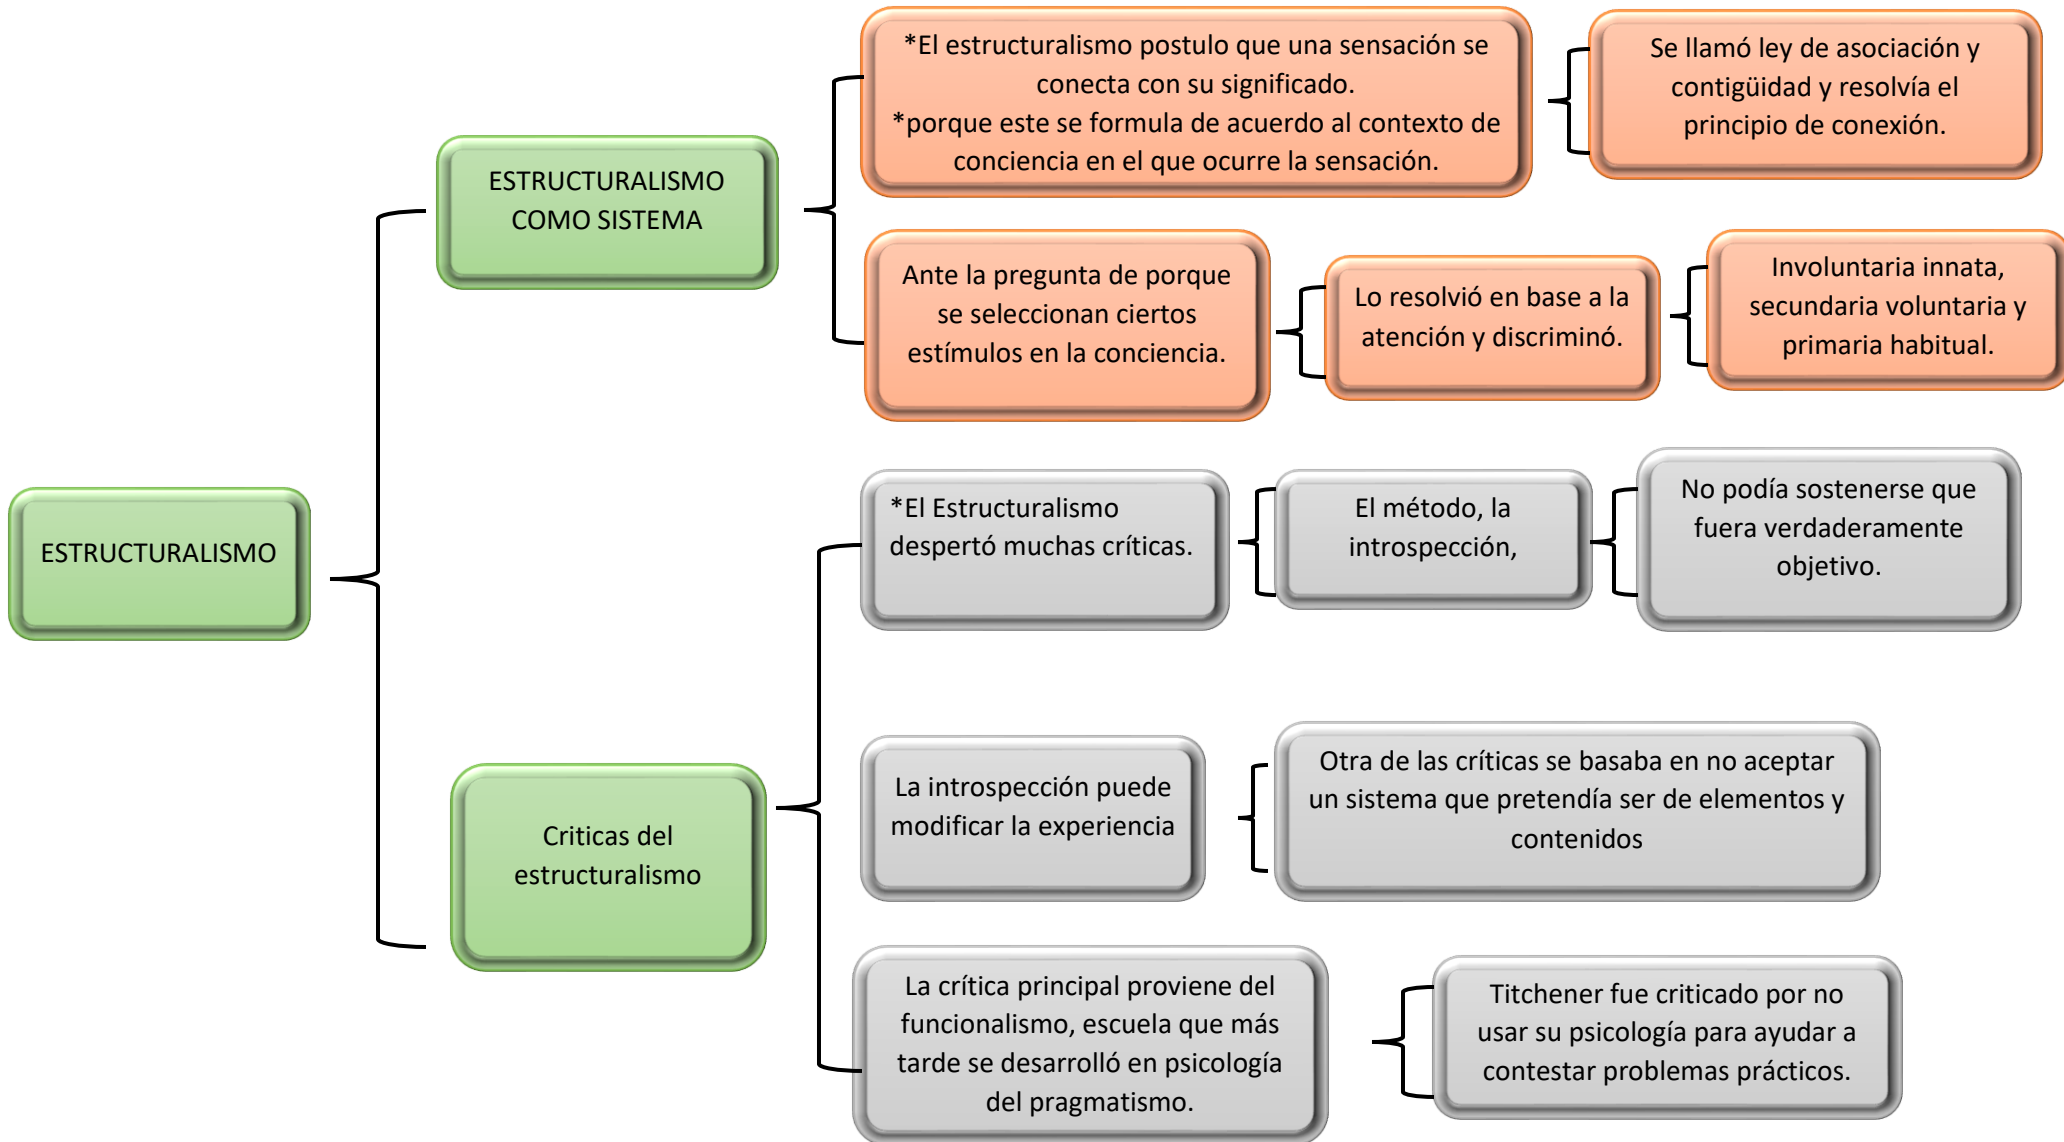 ESTRUCTURALISMO
ESTRUCTURALISMO
COMO SISTEMA
*El estructuralismo postulo que una sensación se
conecta con su significado.
*porque este se formula de acuerdo al contexto de
conciencia en el que ocurre la sensación.
Se llamó ley de asociación y
contigüidad y resolvía el
principio de conexión.
Ante la pregunta de porque
se seleccionan ciertos
estímulos en la conciencia.
Lo resolvió en base a la
atención y discriminó.
Involuntaria innata,
secundaria voluntaria y
primaria habitual.
Criticas del
estructuralismo
*El Estructuralismo
despertó muchas críticas.
El método, la
introspección,
No podía sostenerse que
fuera verdaderamente
objetivo.
La introspección puede
modificar la experiencia
Otra de las críticas se basaba en no aceptar
un sistema que pretendía ser de elementos y
contenidos
La crítica principal proviene del
funcionalismo, escuela que más
tarde se desarrolló en psicología
del pragmatismo.
Titchener fue criticado por no
usar su psicología para ayudar a
contestar problemas prácticos.